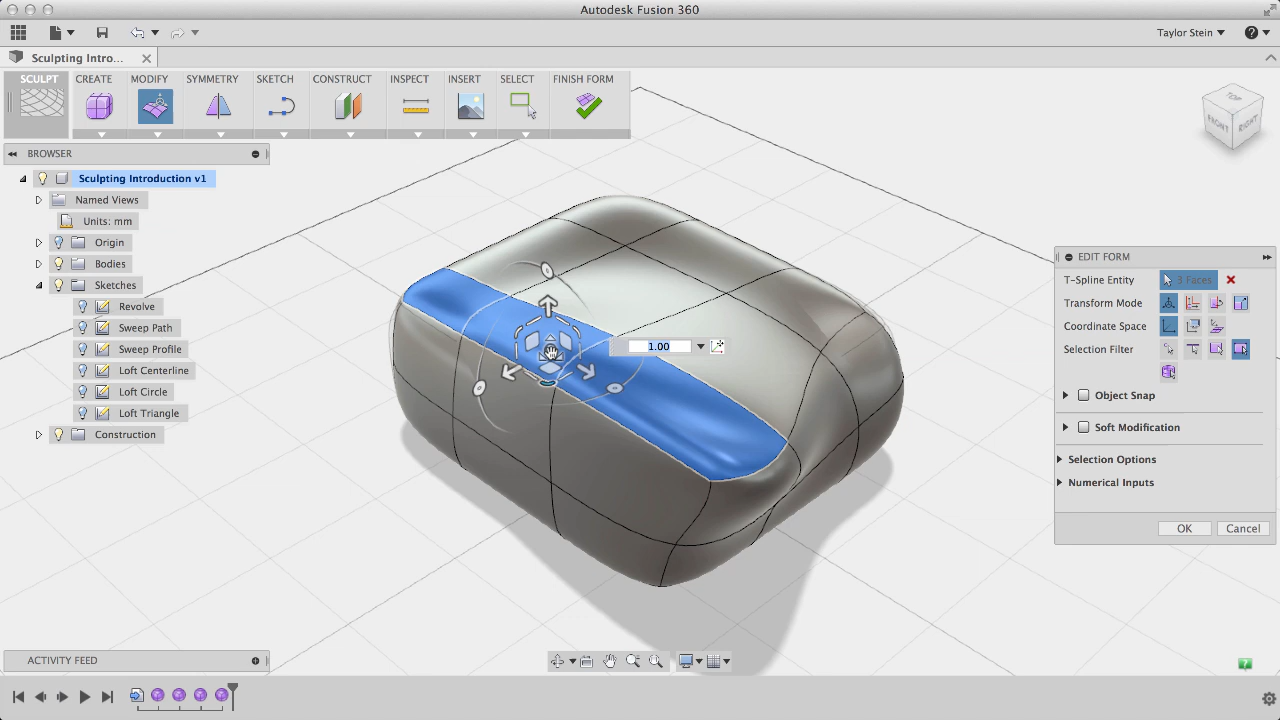 Autodesk Fusion 360
Taylor Stein
Sculpting Intro...
SCULPT CREATE MODIFY SYMMETRY SKETCH CONSTRUCT INSPECT INSERT SELECT FINISH FORM
BROWSER
Sculpting Introduction v1
Named Views
Units: mm
Origin
Bodies
Sketches
Revolve
Sweep Path
Sweep Profile
Loft Centerline
Loft Circle
Loft Triangle
Construction
TOP
FRONT RIGHT
1.00
EDIT FORM
T-Spline Entity 3 Faces
Transform Mode
Coordinate Space
Selection Filter
Object Snap
Soft Modification
Selection Options
Numerical Inputs
OK Cancel
ACTIVITY FEED